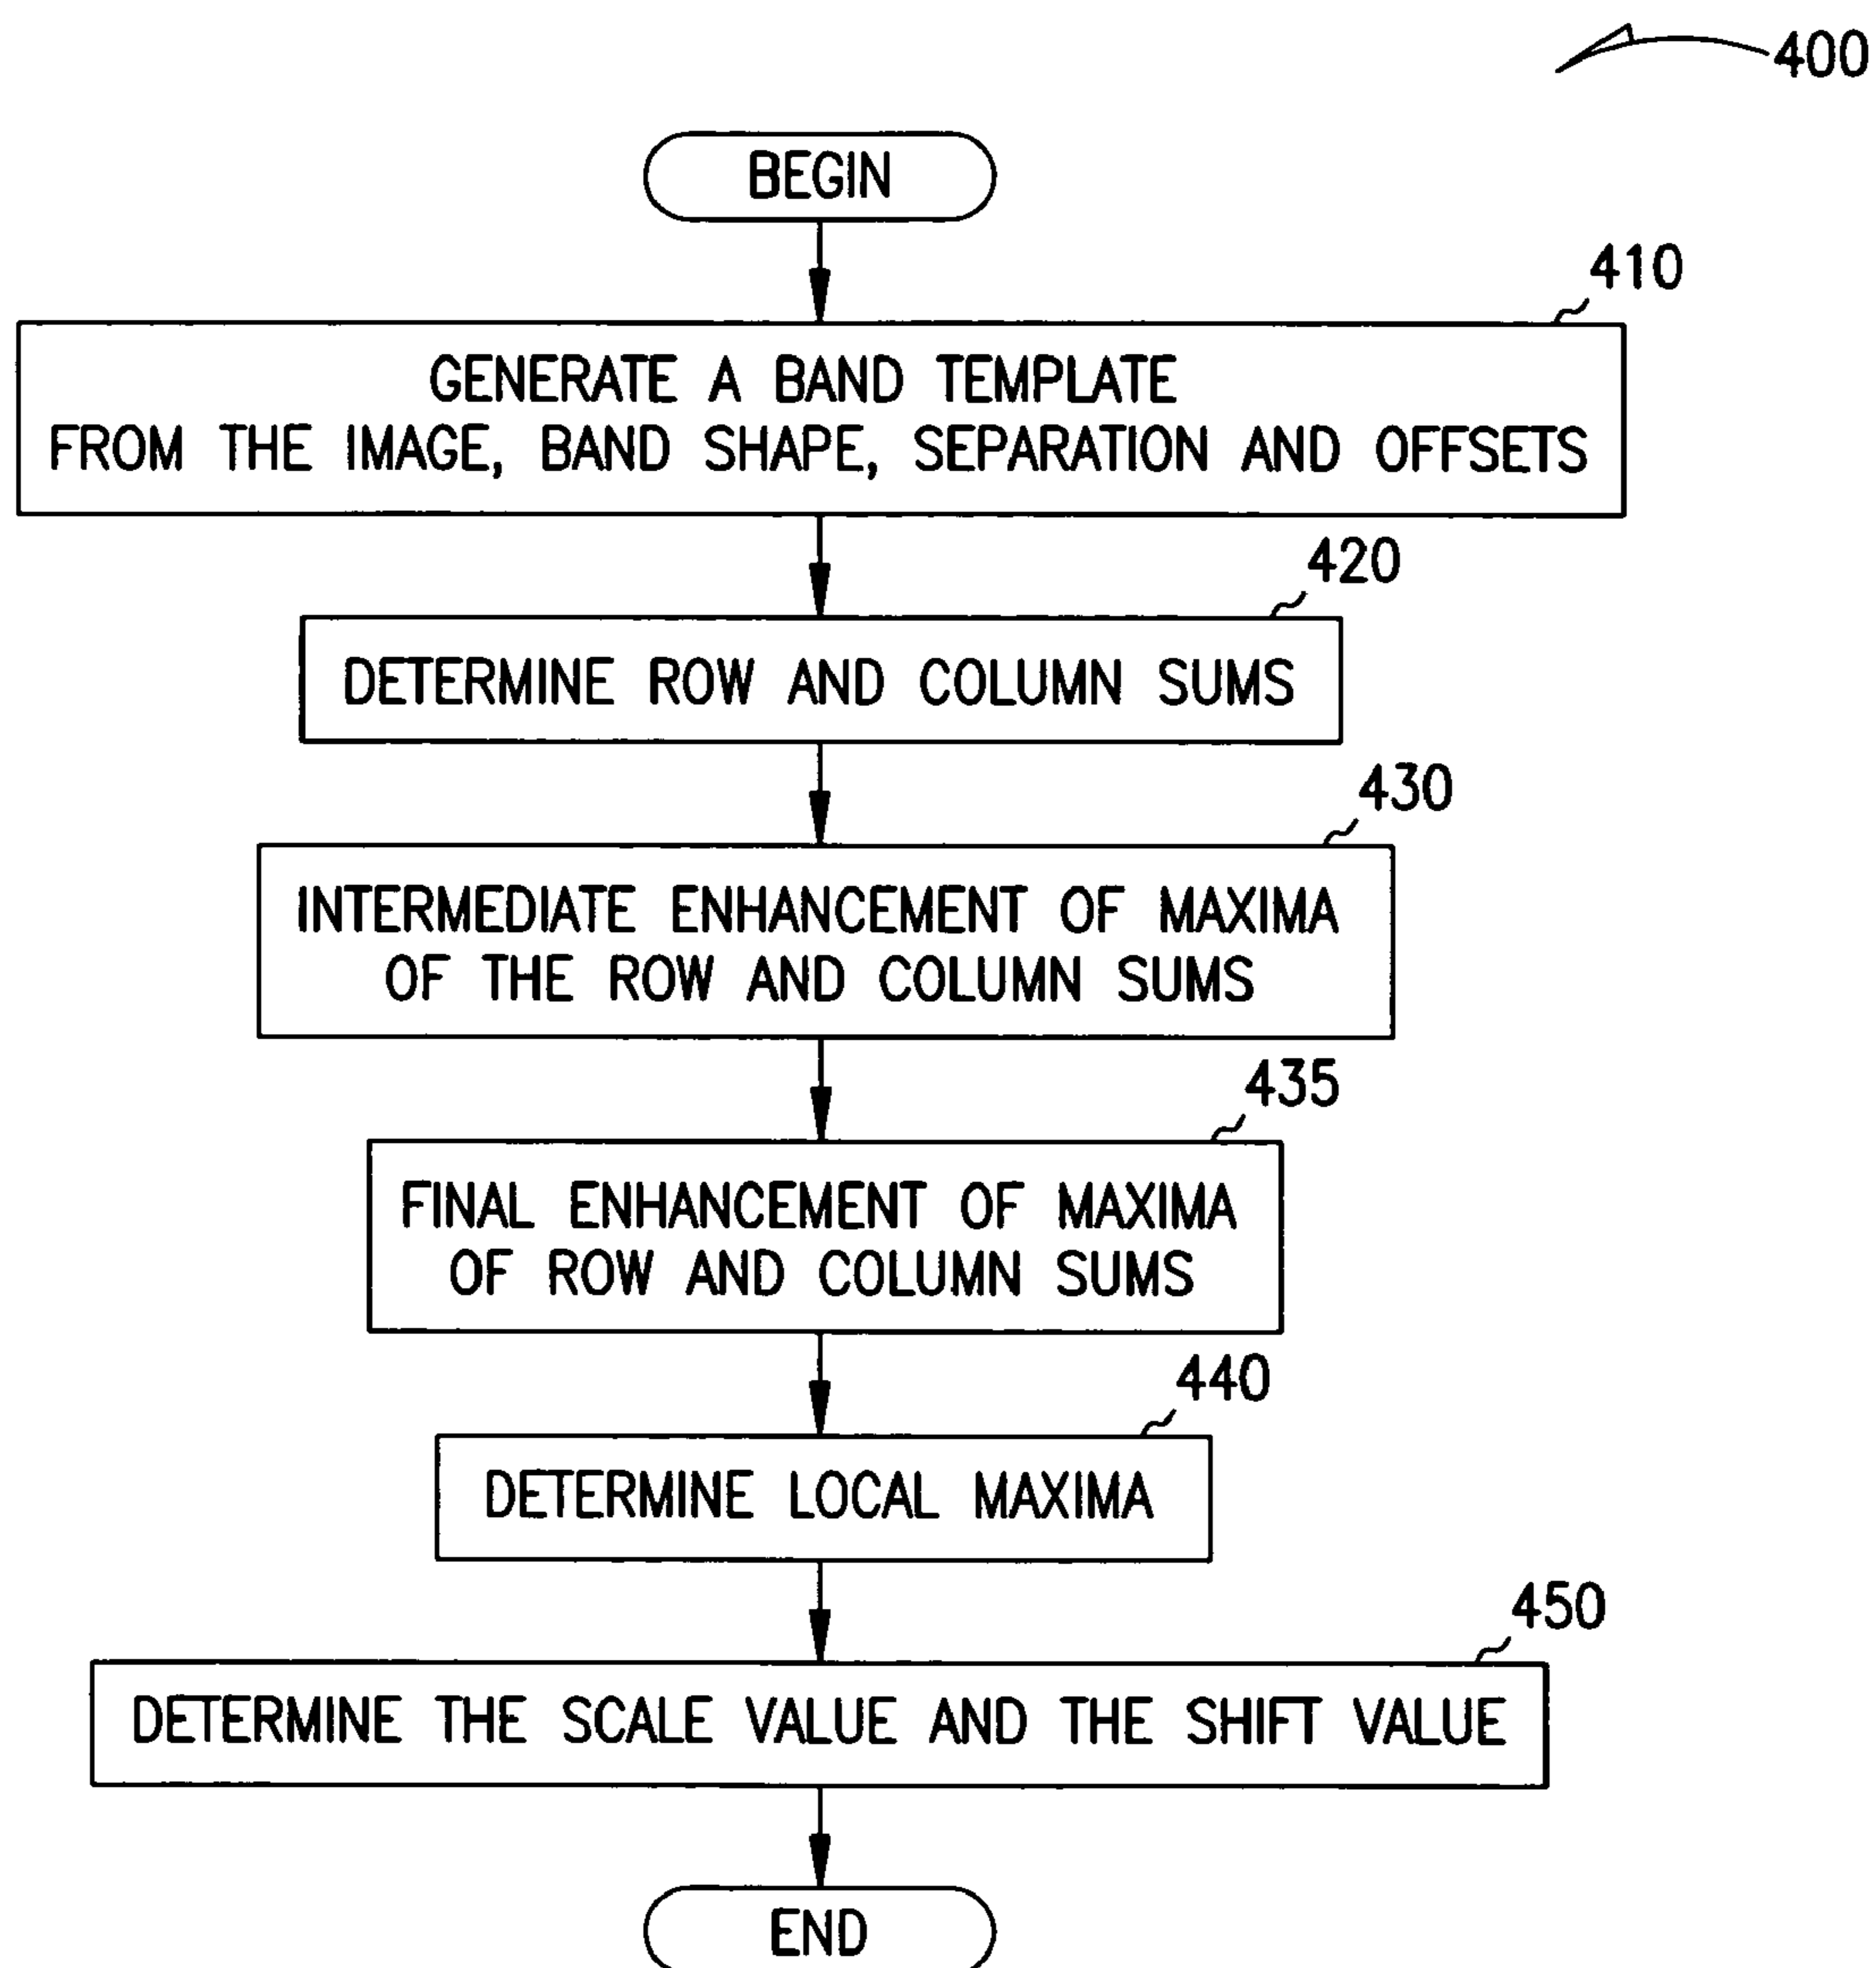 400
BEGIN
410
GENERATE A BAND TEMPLATE
FROM THE IMAGE, BAND SHAPE, SEPARATION AND OFFSETS
420
DETERMINE ROW AND COLUMN SUMS
430
INTERMEDIATE ENHANCEMENT OF MAXIMA
OF THE ROW AND COLUMN SUMS
435
FINAL ENHANCEMENT OF MAXIMA
OF ROW AND COLUMN SUMS
440
DETERMINE LOCAL MAXIMA
450
DETERMINE THE SCALE VALUE AND THE SHIFT VALUE
END